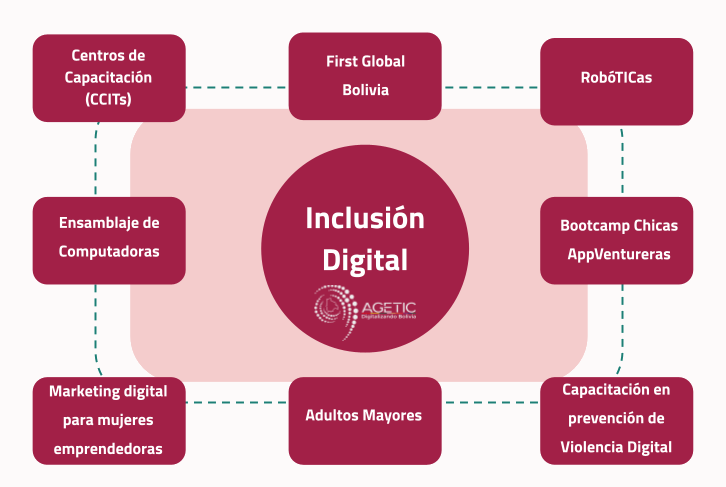 Centros de
Capacitación
(CCITs)
First Global
Bolivia
RobóTICas
Ensamblaje de
Computadoras
Inclusión
Digital
AGETIC
Digitalizando Bolivia
Bootcamp Chicas
AppVentureras
Marketing digital
para mujeres
emprendedoras
Adultos Mayores
Capacitación en
prevención de
Violencia Digital